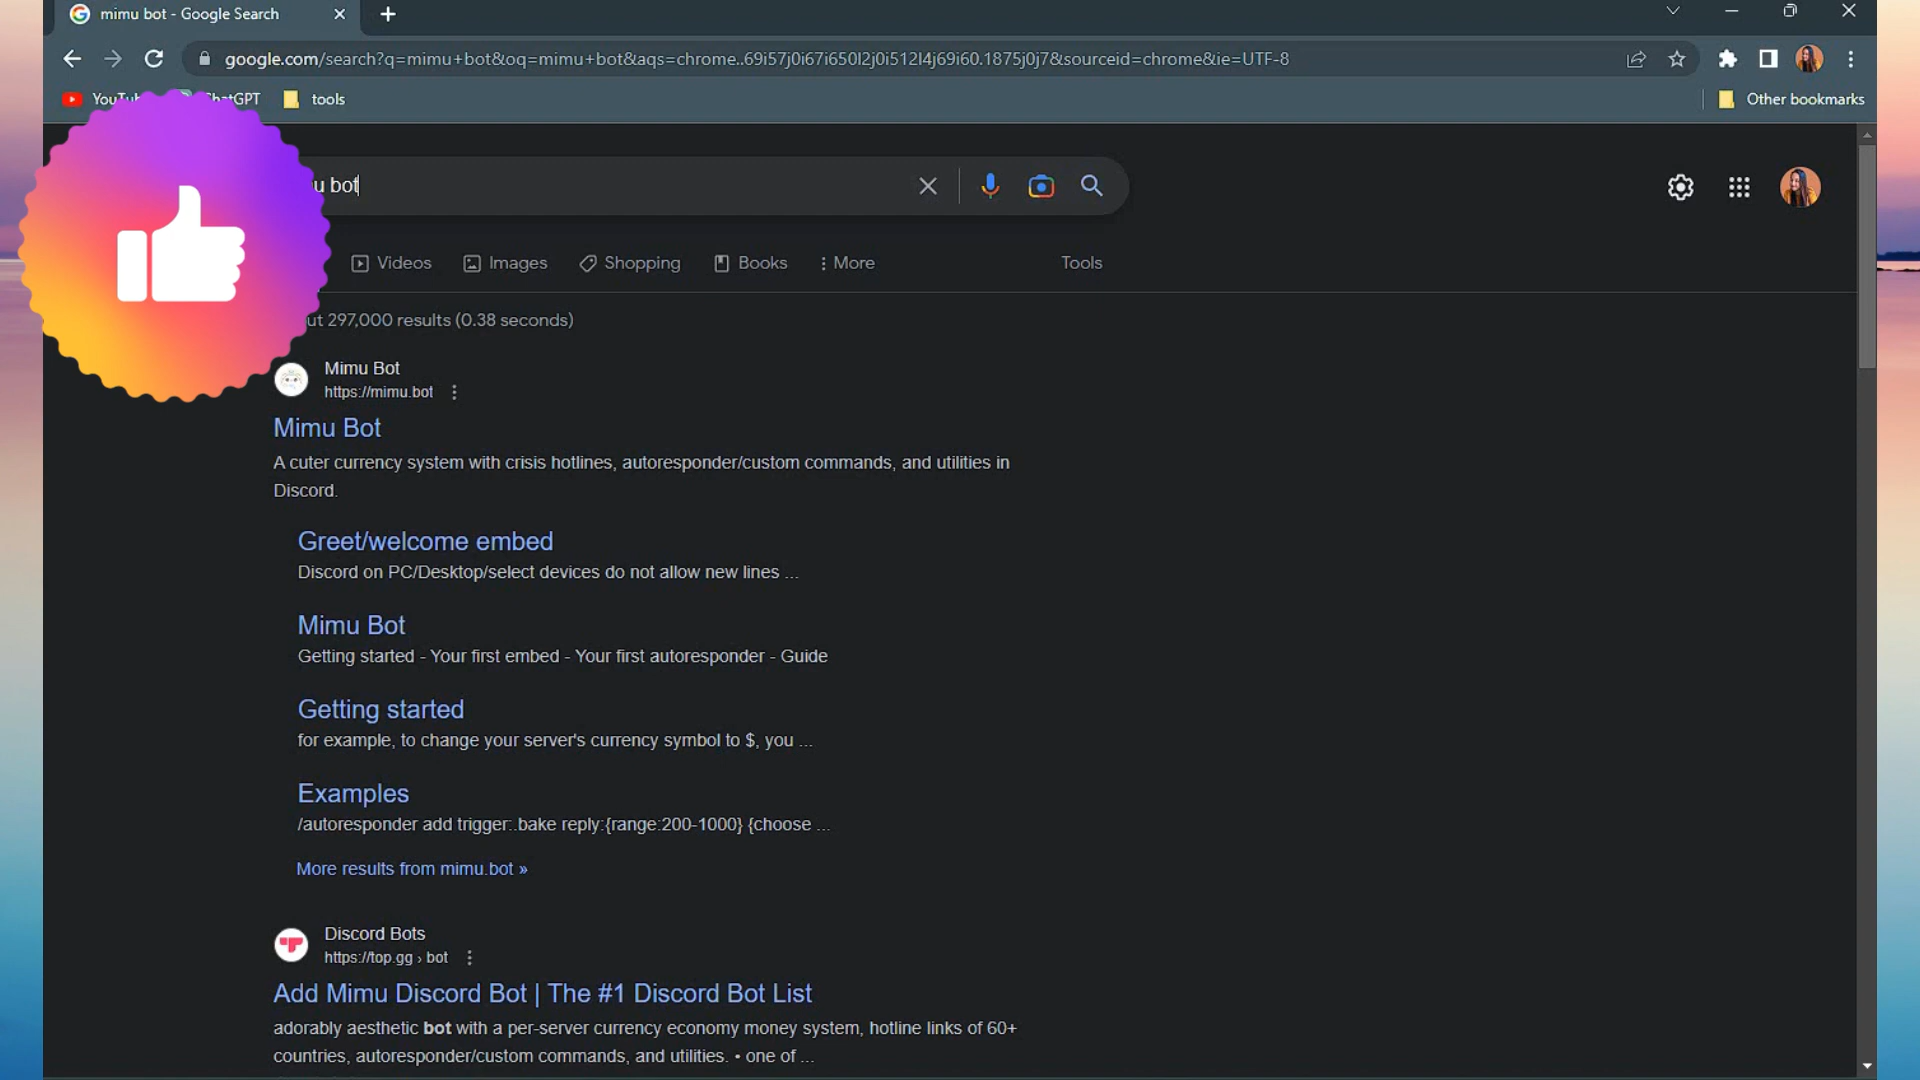 mimu bot - Google Search
google.com/search?q=mimu+bot&oq=mimu+bot&aqs=chrome..69i57j0i67i650l2j0i512l4j69i60.1875j0j7&sourceid=chrome&ie=UTF-8
tools
Other bookmarks
bot
Videos
Images
Shopping
Books
More
Tools
297,000 results (0.38 seconds)
Mimu Bot
https://mimu.bot
Mimu Bot
A cuter currency system with crisis hotlines, autoresponder/custom commands, and utilities in
Discord.
Greet/welcome embed
Discord on PC/Desktop/select devices do not allow new lines ...
Mimu Bot
Getting started - Your first embed - Your first autoresponder - Guide
Getting started
for example, to change your server's currency symbol to $, you ...
Examples
/autoresponder add trigger:.bake reply:{range:200-1000} {choose ...
More results from mimu.bot »
Discord Bots
https://top.gg › bot
Add Mimu Discord Bot | The #1 Discord Bot List
adorably aesthetic bot with a per-server currency economy money system, hotline links of 60+
countries, autoresponder/custom commands, and utilities. • one of ...